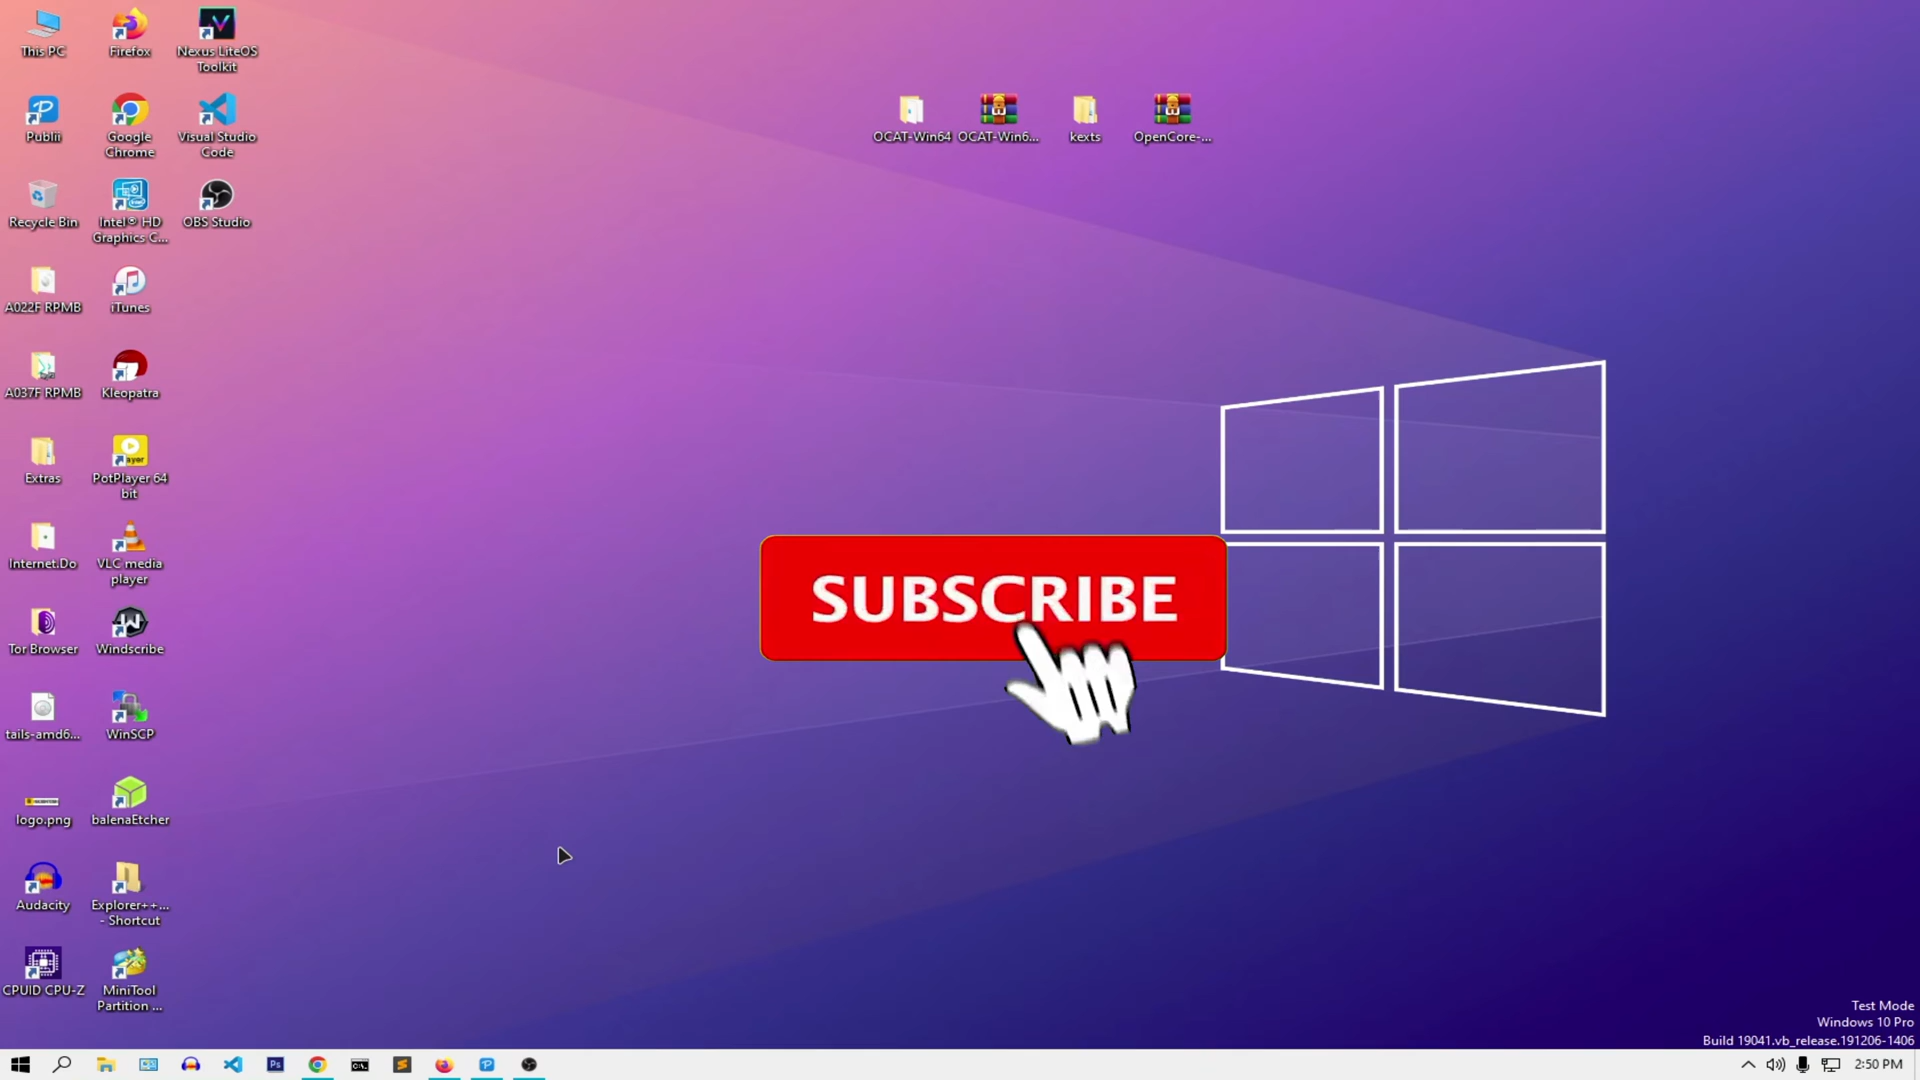 This PC
Firefox
Nexus LiteOS
Toolkit
Publii
Google
Chrome
Visual Studio
Code
OCAT-Win64
OCAT-Win6...
kexts
OpenCore-...
Recycle Bin
Intel® HD
Graphics C...
OBS Studio
A022F RPMB
iTunes
A037F RPMB
Kleopatra
Extras
PotPlayer 64
bit
Internet.Do
VLC media
player
SUBSCRIBE
Tor Browser
Windscribe
tails-amd6...
WinSCP
logo.png
balenaEtcher
Audacity
Explorer++...
- Shortcut
CPUID CPU-Z
MiniTool
Partition ...
Test Mode
Windows 10 Pro
Build 19041.vb_release.191206-1406
2:50 PM